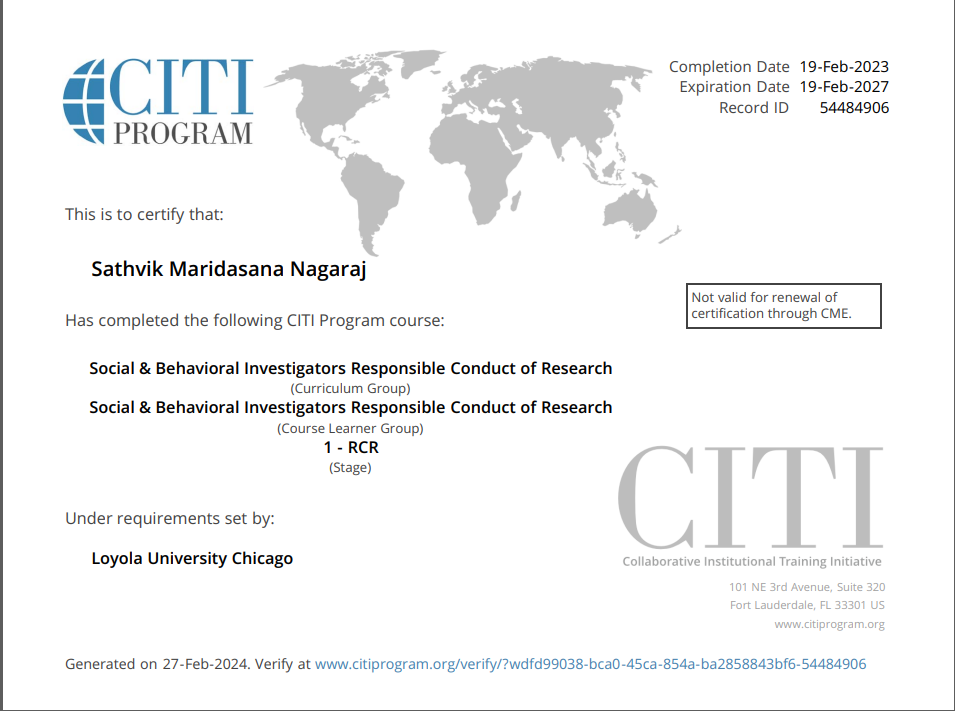 CITI
PROGRAM
Completion Date 19-Feb-2023
Expiration Date 19-Feb-2027
Record ID 54484906
This is to certify that:
Sathvik Maridasana Nagaraj
Not valid for renewal of
certification through CME.
Has completed the following CITI Program course:
Social & Behavioral Investigators Responsible Conduct of Research
(Curriculum Group)
Social & Behavioral Investigators Responsible Conduct of Research
(Course Learner Group)
1 - RCR
(Stage)
Under requirements set by:
Loyola University Chicago
CITI
Collaborative Institutional Training Initiative
101 NE 3rd Avenue, Suite 320
Fort Lauderdale, FL 33301 US
www.citiprogram.org
Generated on 27-Feb-2024. Verify at www.citiprogram.org/verify/?wdfd99038-bca0-45ca-854a-ba2858843bf6-54484906